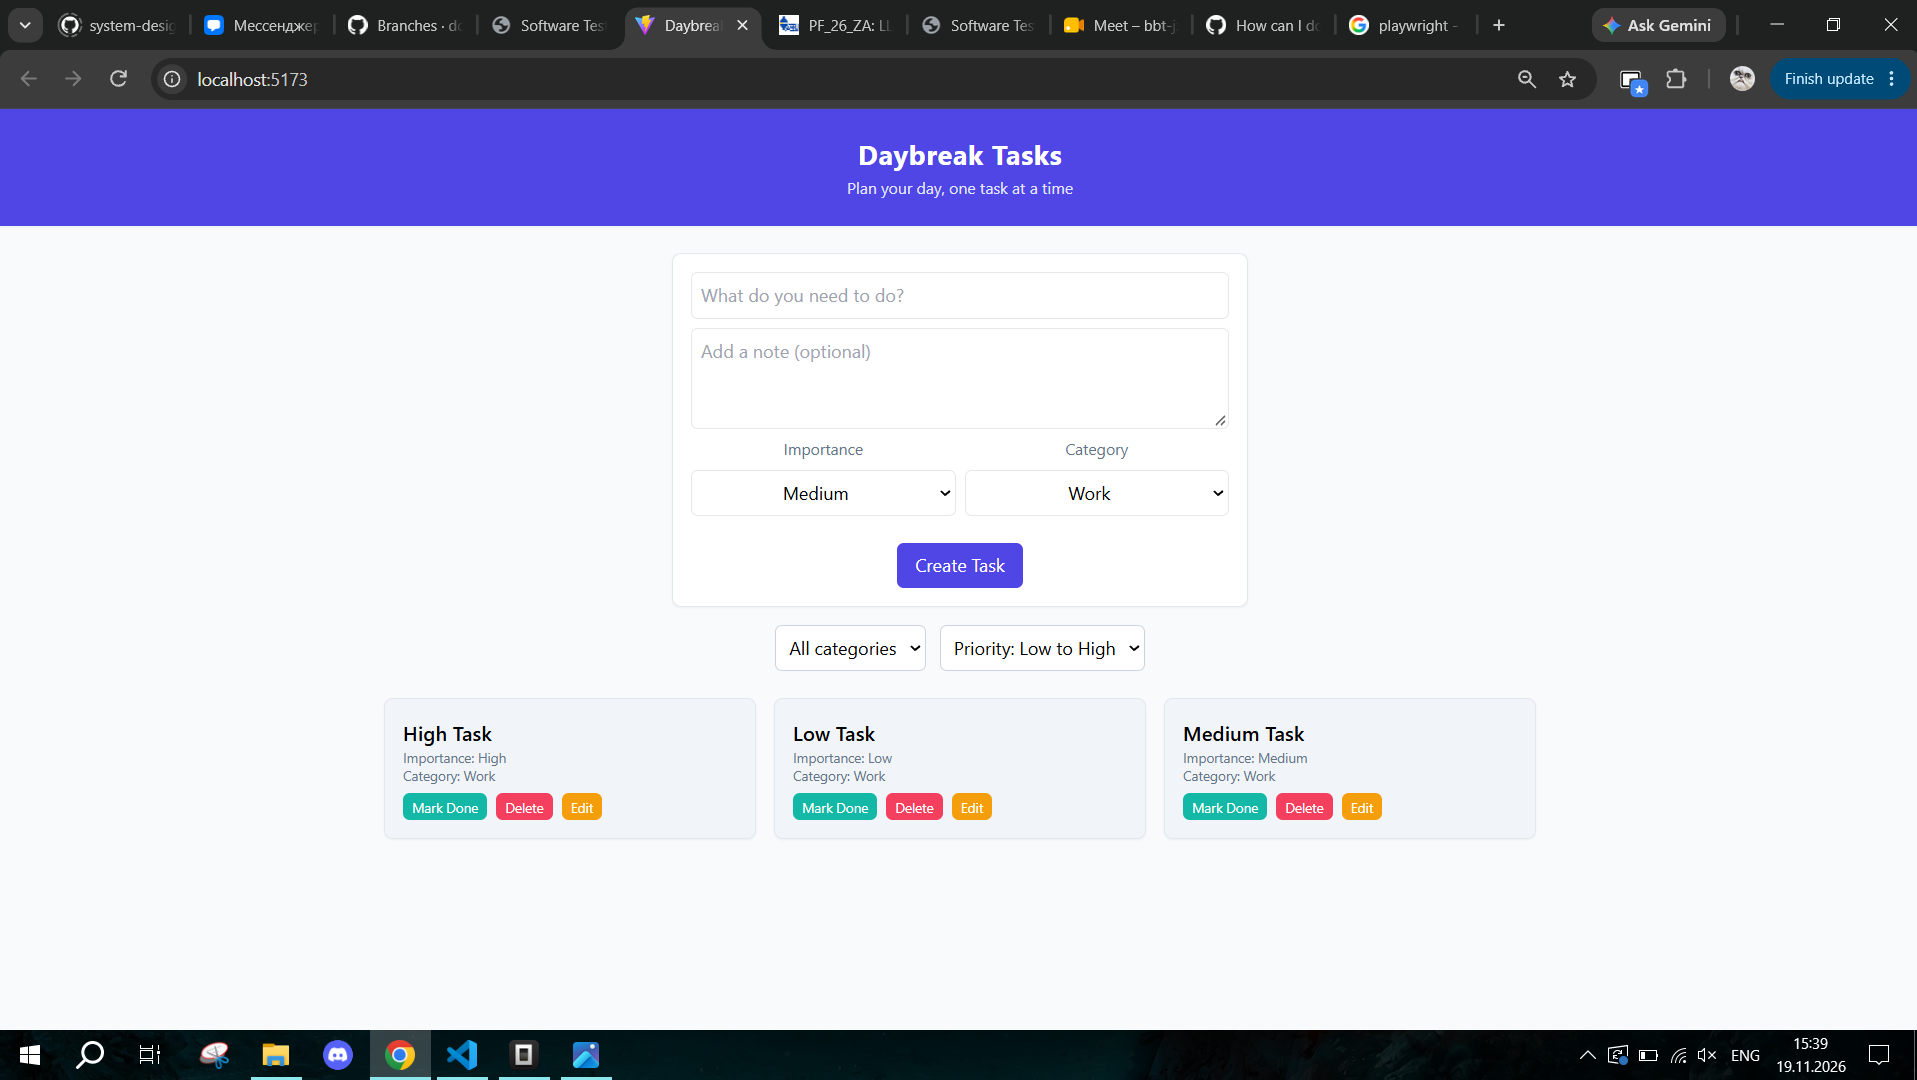 system-desig
Мессенджер
Branches · do
Software Test
Daybreak
PF_26_ZA: LL
Software Tes
Meet – bbt-j
How can I do
playwright -
Ask Gemini
localhost:5173
Finish update
Daybreak Tasks
Plan your day, one task at a time
What do you need to do?
Add a note (optional)
Importance
Category
Medium
Work
Create Task
All categories
Priority: Low to High
High Task
Importance: High
Category: Work
Mark Done
Delete
Edit
Low Task
Importance: Low
Category: Work
Mark Done
Delete
Edit
Medium Task
Importance: Medium
Category: Work
Mark Done
Delete
Edit
ENG
15:39
19.11.2026